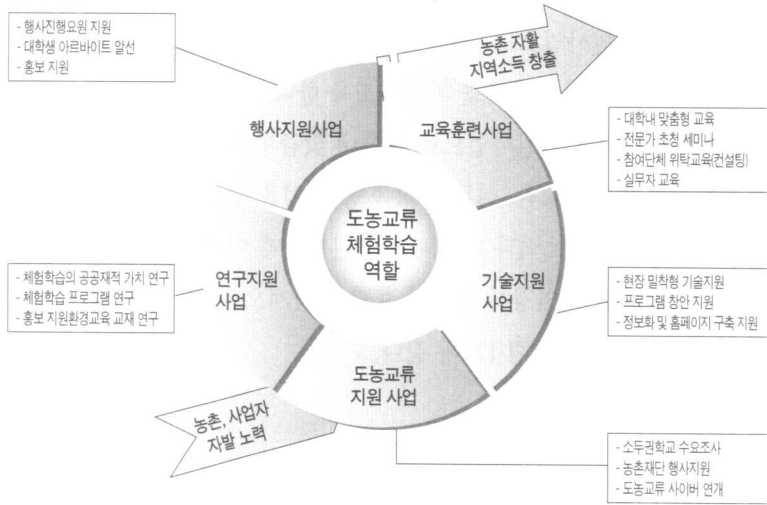 - 행사진행요원 지원
- 대학생 아르바이트 알선
- 홍보 지원
농촌 자활
지역소득 창출
행사지원사업
교육훈련사업
- 대학내 맞춤형 교육
- 전문가 초청 세미나
- 참여단체 위탁교육(컨설팅)
- 실무자 교육
도농교류
체험학습
역할
- 체험학습의 공공재적 가치 연구
- 체험학습 프로그램 연구
- 홍보 지원환경교육 교재 연구
연구지원
사업
기술지원
사업
- 현장 밀착형 기술지원
- 프로그램 창안 지원
- 정보화 및 홈페이지 구축 지원
도농교류
지원 사업
농촌, 사업자
자발 노력
- 소두권학교 수요조사
- 농촌재단 행사지원
- 도농교류 사이버 연개